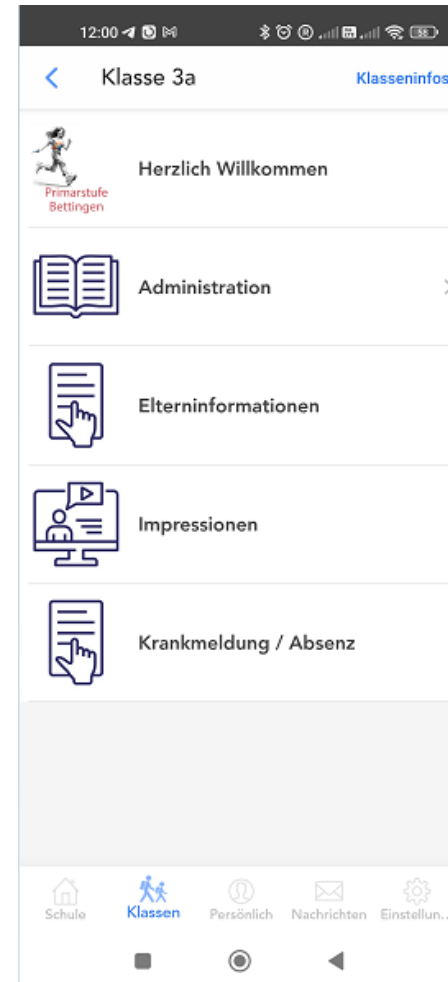 12:00
58
Klasse 3a
Klasseninfos
Primarstufe
Bettingen
Herzlich Willkommen
Administration
Elterninformationen
Impressionen
Krankmeldung / Absenz
Schule
Klassen
Persönlich
Nachrichten
Einstellun...